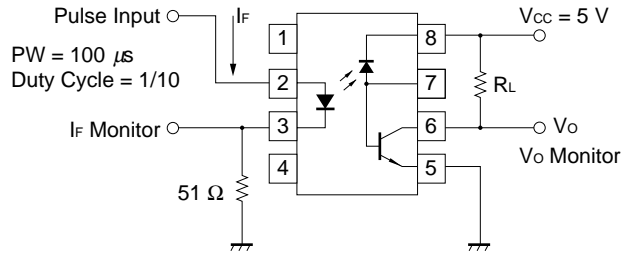 Pulse Input
IF
VCC = 5 V
PW = 100 μs
Duty Cycle = 1/10
1
8
2
7
RL
IF Monitor
3
6
VO
VO Monitor
4
5
51 Ω